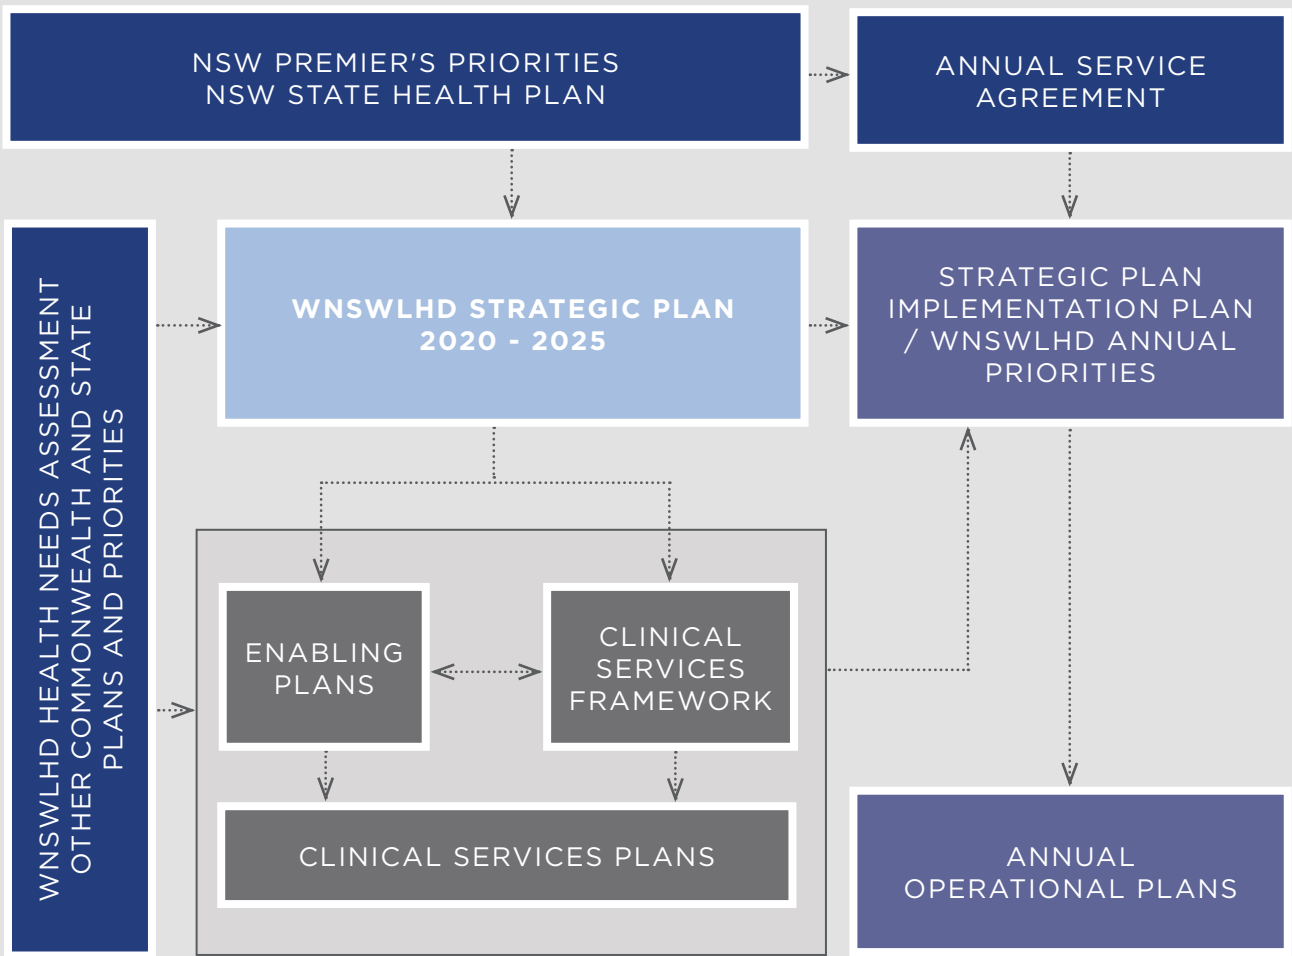 NSW PREMIER'S PRIORITIES
NSW STATE HEALTH PLAN
ANNUAL SERVICE
AGREEMENT
WNSWLHD HEALTH NEEDS ASSESSMENT
OTHER COMMONWEALTH AND STATE
PLANS AND PRIORITIES
WNSWLHD STRATEGIC PLAN
2020 - 2025
STRATEGIC PLAN
IMPLEMENTATION PLAN
/ WNSWLHD ANNUAL
PRIORITIES
ENABLING
PLANS
CLINICAL
SERVICES
FRAMEWORK
CLINICAL SERVICES PLANS
ANNUAL
OPERATIONAL PLANS